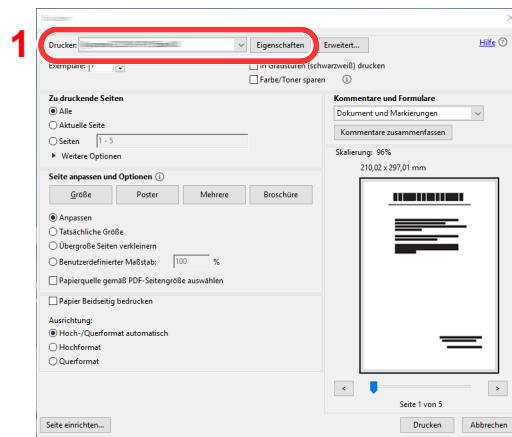 1
Drucker:
Eigenschaften
Erweitert...
Hilfe
Exemplare:
In Graustufen (schwarzweiß) drucken
Farbe/Toner sparen
Zu druckende Seiten
Alle
Aktuelle Seite
Seiten
1 - 5
Weitere Optionen
Kommentare und Formulare
Dokument und Markierungen
Kommentare zusammenfassen
Skalierung: 96%
210,02 x 297,01 mm
Seite anpassen und Optionen
Größe
Poster
Mehrere
Broschüre
Anpassen
Tatsächliche Größe
Übergroße Seiten verkleinern
Benutzerdefinierter Maßstab: 100 %
Papierquelle gemäß PDF-Seitengröße auswählen
Papier Beidseitig bedrucken
Ausrichtung:
Hoch-/Querformat automatisch
Hochformat
Querformat
<
>
Seite 1 von 5
Seite einrichten...
Drucken
Abbrechen